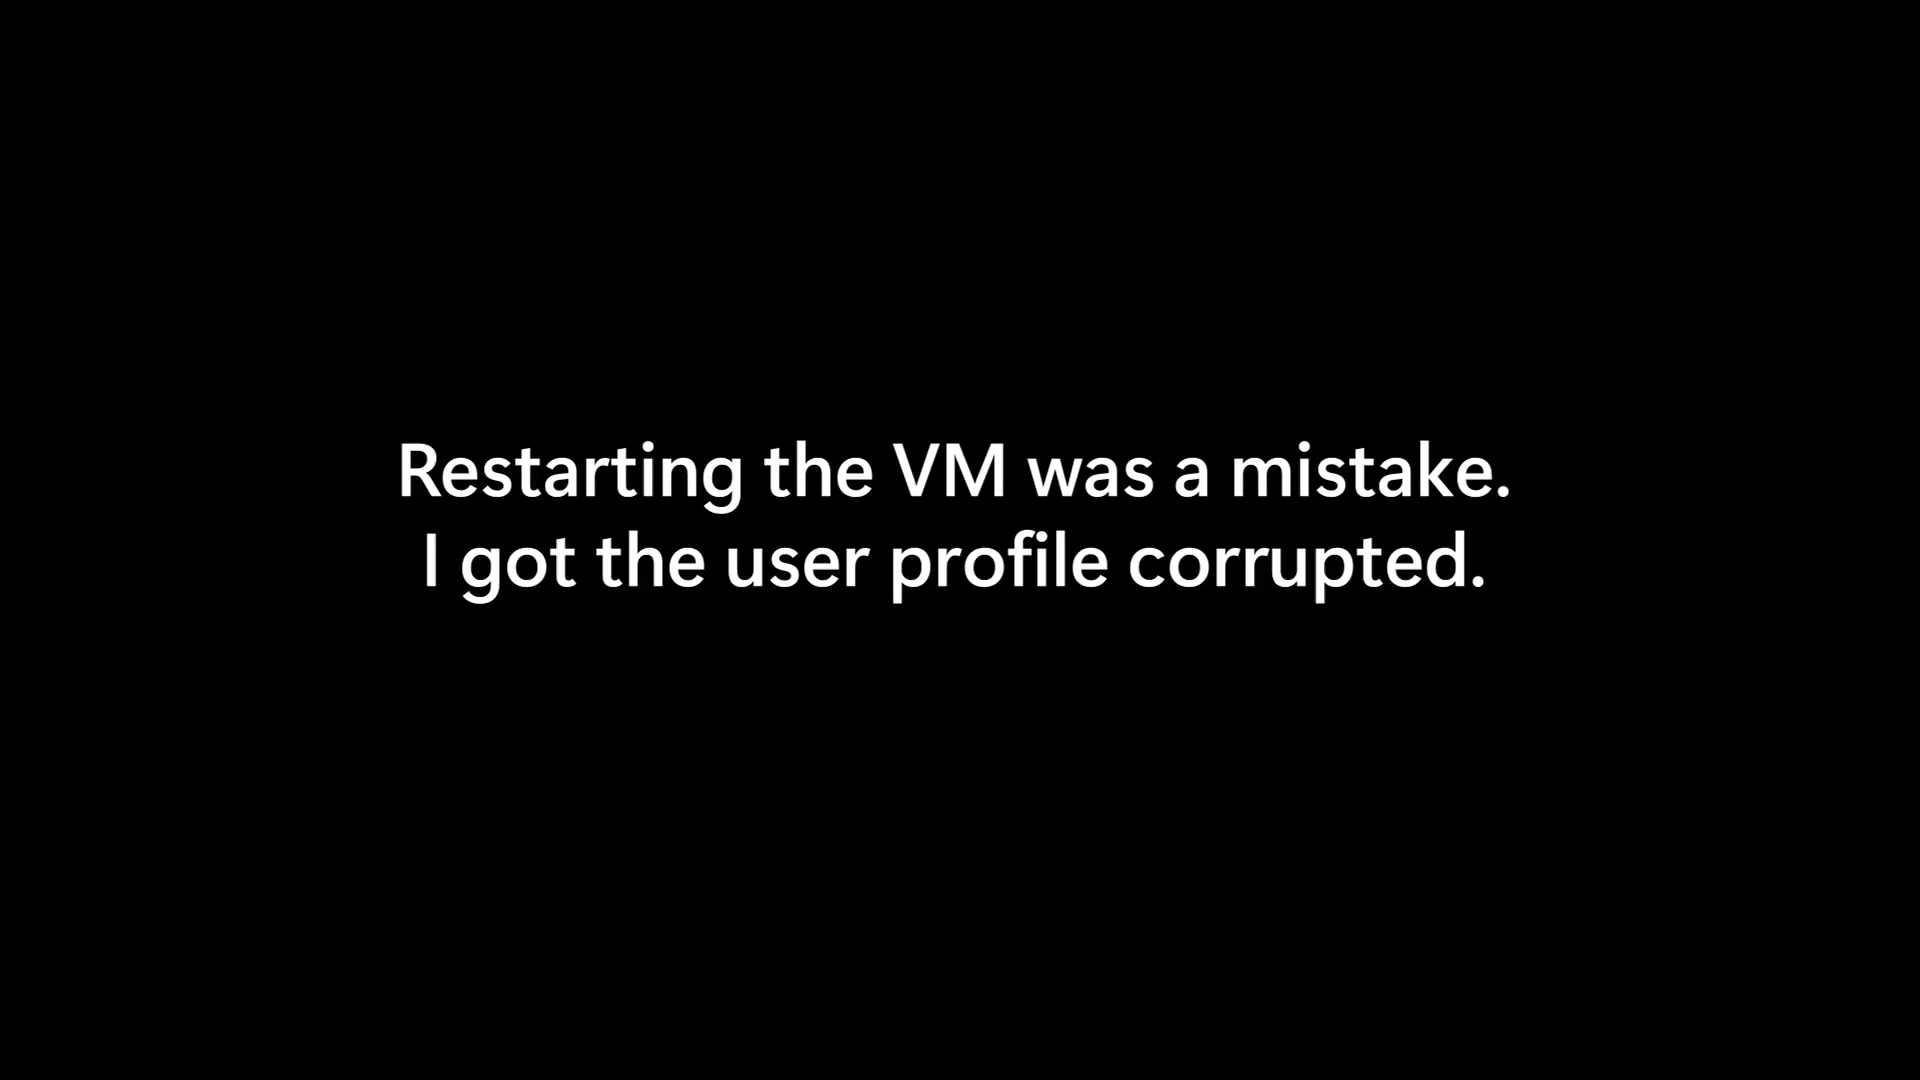 Restarting the VM was a mistake.
I got the user profile corrupted.